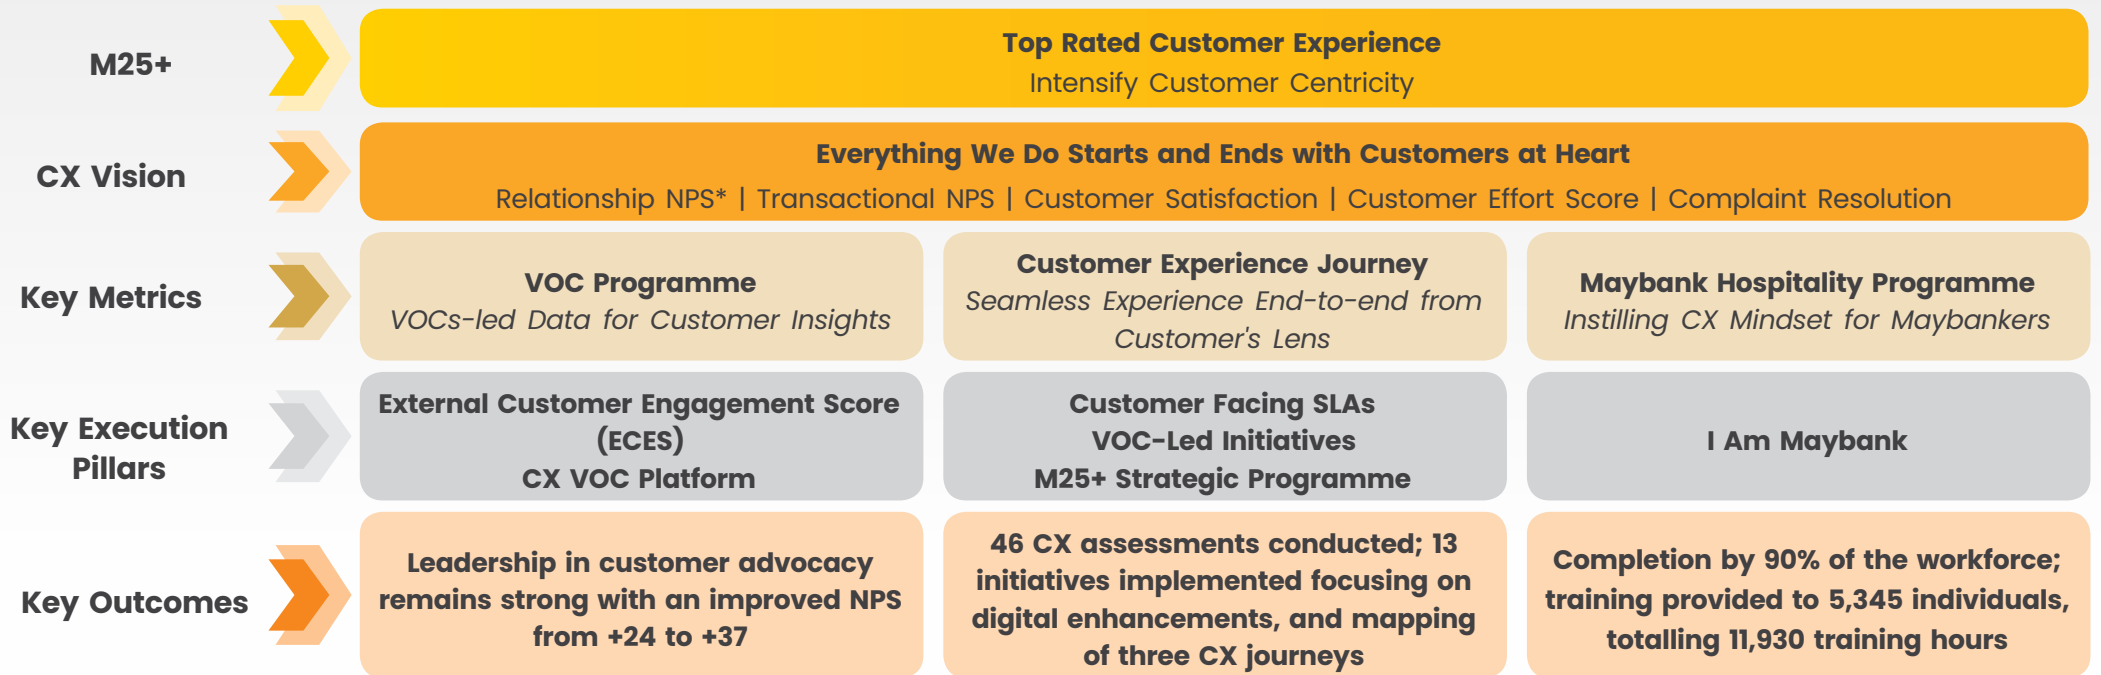 M25+
Top Rated Customer Experience
Intensify Customer Centricity
CX Vision
Everything We Do Starts and Ends with Customers at Heart
Relationship NPS* | Transactional NPS | Customer Satisfaction | Customer Effort Score | Complaint Resolution
Key Metrics
VOC Programme
VOCs-led Data for Customer Insights
Customer Experience Journey
Seamless Experience End-to-end from
Customer's Lens
Maybank Hospitality Programme
Instilling CX Mindset for Maybankers
Key Execution
Pillars
External Customer Engagement Score
(ECES)
CX VOC Platform
Customer Facing SLAs
VOC-Led Initiatives
M25+ Strategic Programme
I Am Maybank
Key Outcomes
Leadership in customer advocacy
remains strong with an improved NPS
from +24 to +37
46 CX assessments conducted; 13
initiatives implemented focusing on
digital enhancements, and mapping
of three CX journeys
Completion by 90% of the workforce;
training provided to 5,345 individuals,
totalling 11,930 training hours